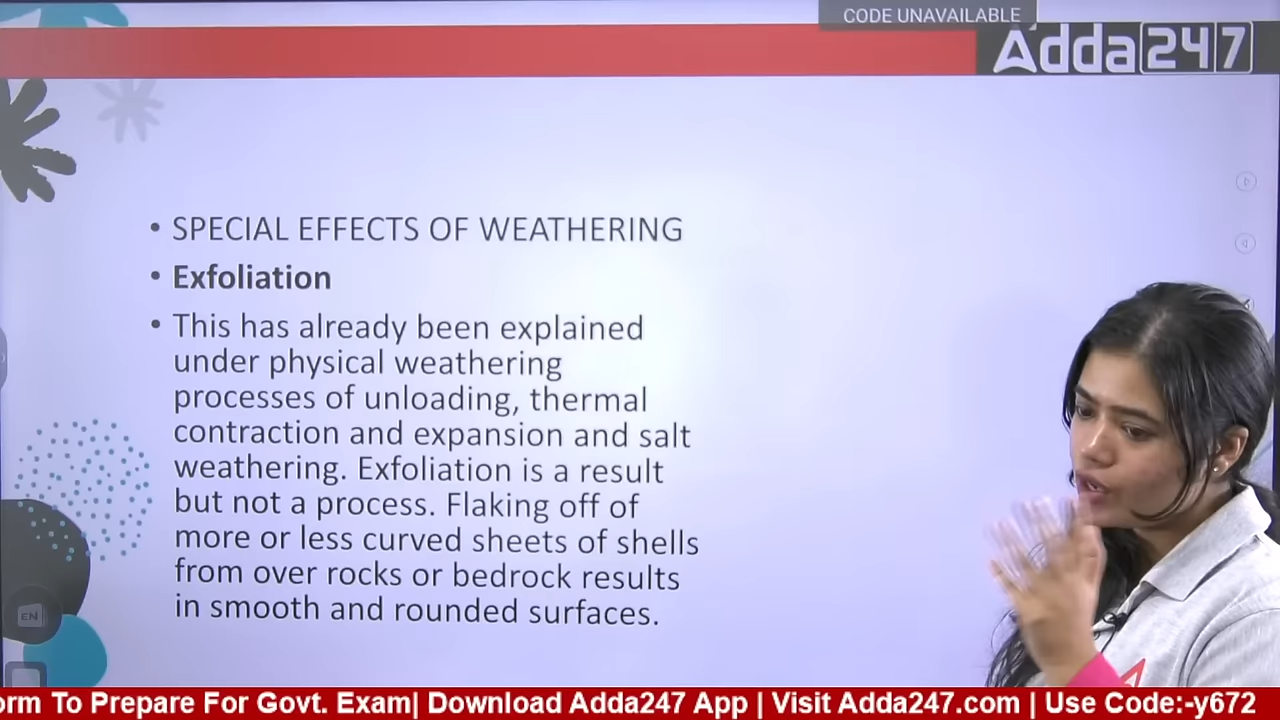 CODE UNAVAILABLE
Adda247
• SPECIAL EFFECTS OF WEATHERING
• Exfoliation
• This has already been explained
under physical weathering
processes of unloading, thermal
contraction and expansion and salt
weathering. Exfoliation is a result
but not a process. Flaking off of
more or less curved sheets of shells
from over rocks or bedrock results
in smooth and rounded surfaces.
EN
orm To Prepare For Govt. Exam| Download Adda247 App | Visit Adda247.com | Use Code:-y672